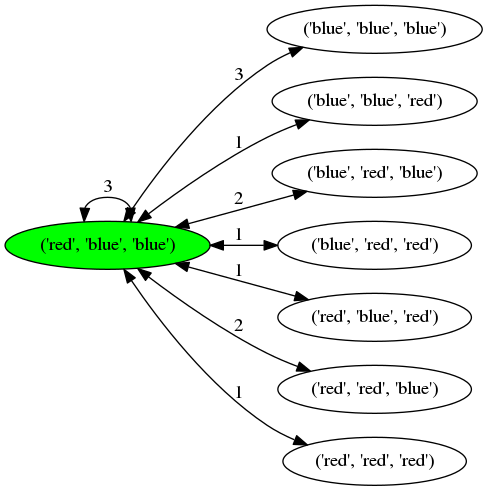 ('blue', 'blue', 'blue')
3
('blue', 'blue', 'red')
1
3
('blue', 'red', 'blue')
2
('red', 'blue', 'blue')
1
('blue', 'red', 'red')
1
('red', 'blue', 'red')
2
('red', 'red', 'blue')
1
('red', 'red', 'red')